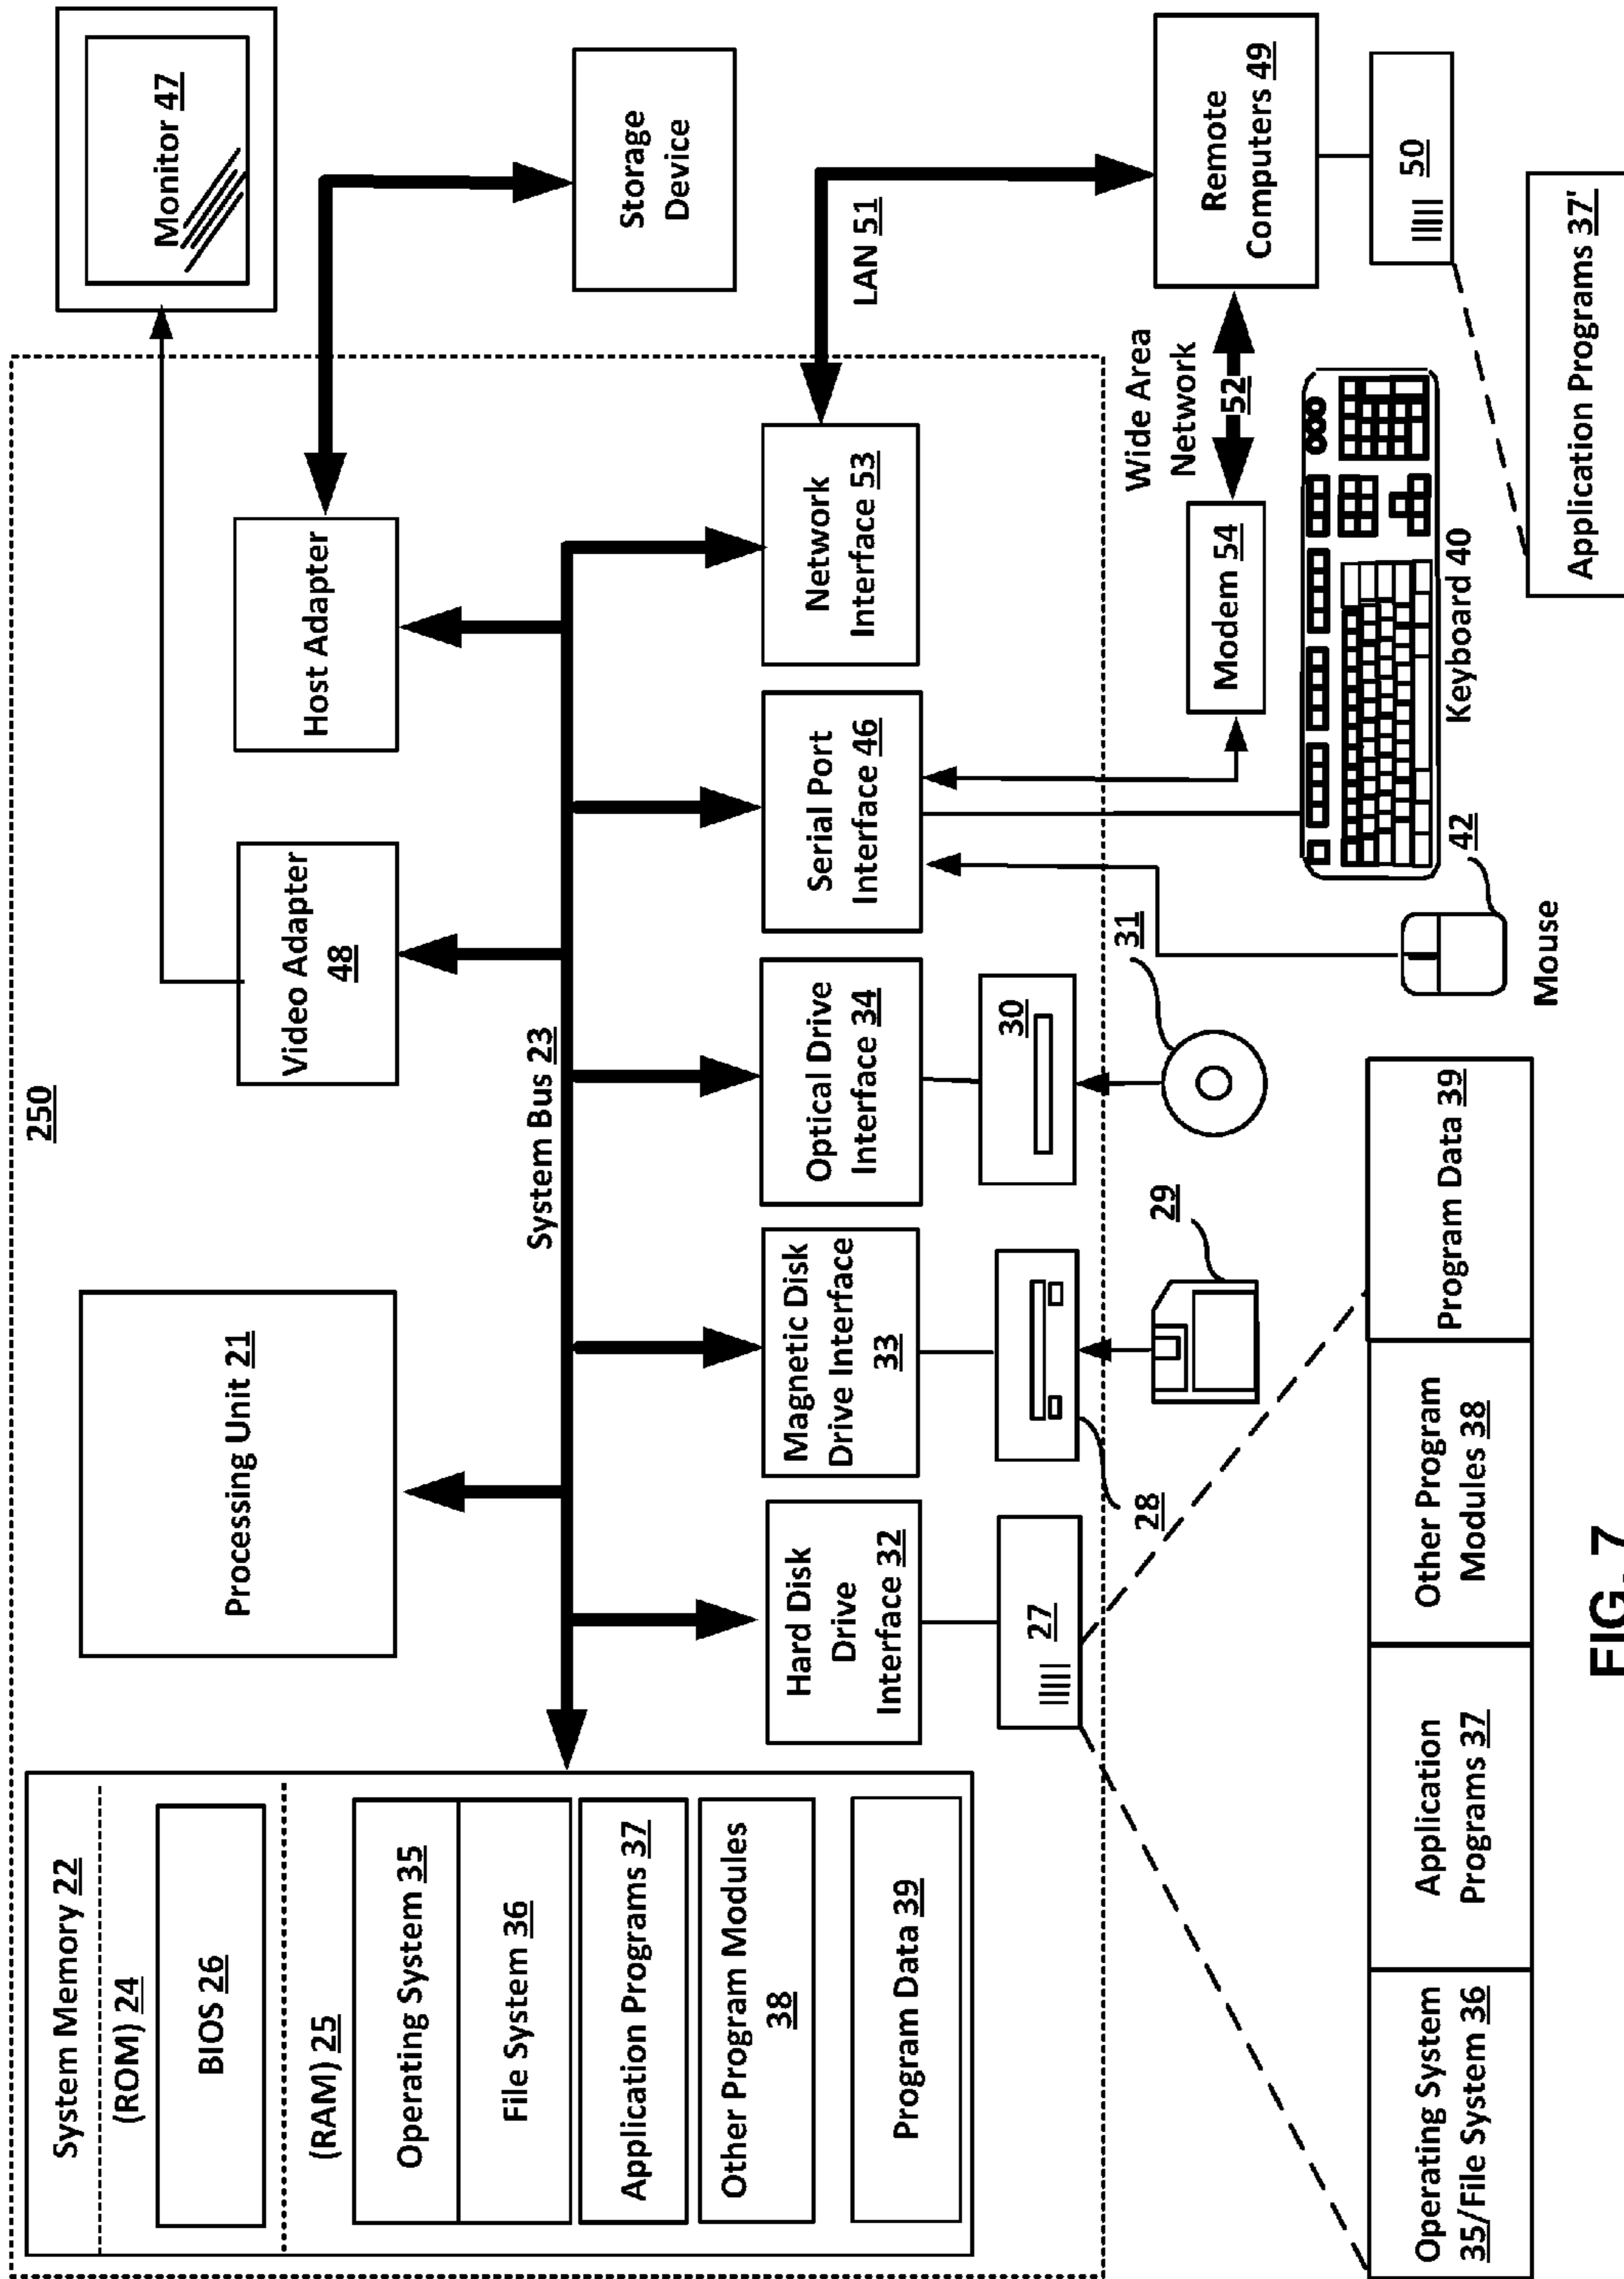 250
System Memory 22
(ROM) 24
BIOS 26
(RAM) 25
Operating System 35
File System 36
Application Programs 37
Other Program Modules
38
Program Data 39
Processing Unit 21
Video Adapter
48
Host Adapter
Monitor 47
Storage
Device
System Bus 23
Hard Disk
Drive
Interface 32
Magnetic Disk
Drive Interface
33
Optical Drive
Interface 34
Serial Port
Interface 46
Network
Interface 53
LAN 51
27
28
29
30
31
Wide Area
Network
52
Modem 54
Remote
Computers 49
50
Keyboard 40
42
Mouse
Application Programs 37'
Operating System
35/File System 36
Application
Programs 37
Other Program
Modules 38
Program Data 39
FIG. 7